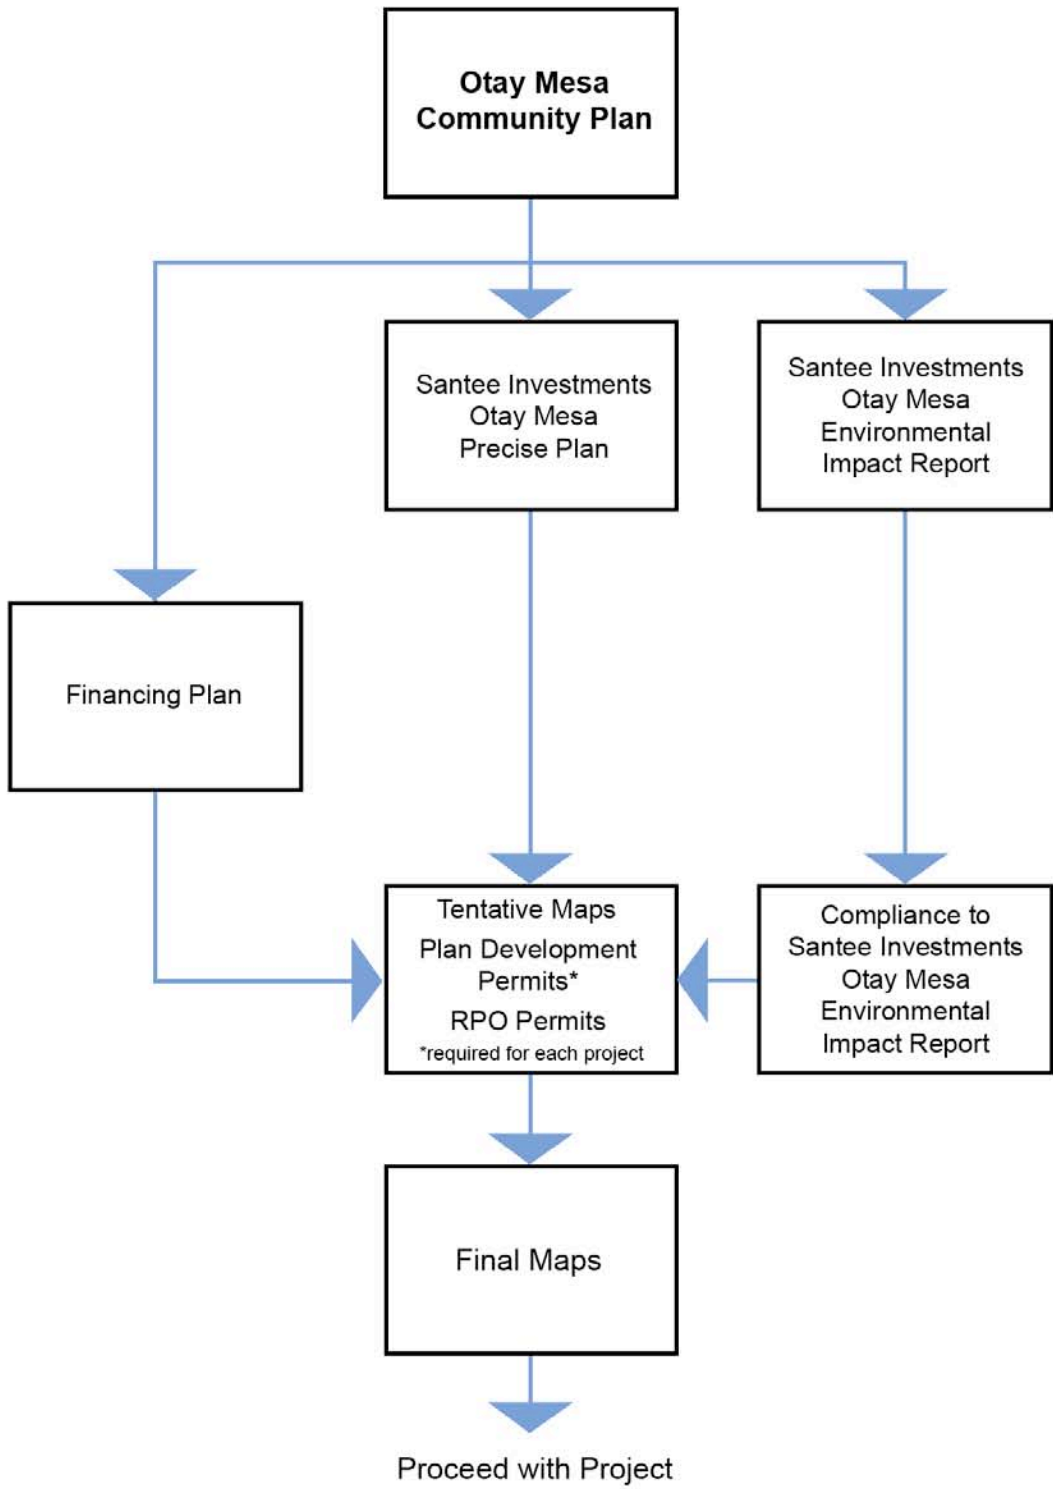 Otay Mesa
Community Plan
Santee Investments
Otay Mesa
Precise Plan
Santee Investments
Otay Mesa
Environmental
Impact Report
Financing Plan
Tentative Maps
Plan Development
Permits*
RPO Permits
*required for each project
Compliance to
Santee Investments
Otay Mesa
Environmental
Impact Report
Final Maps
Proceed with Project